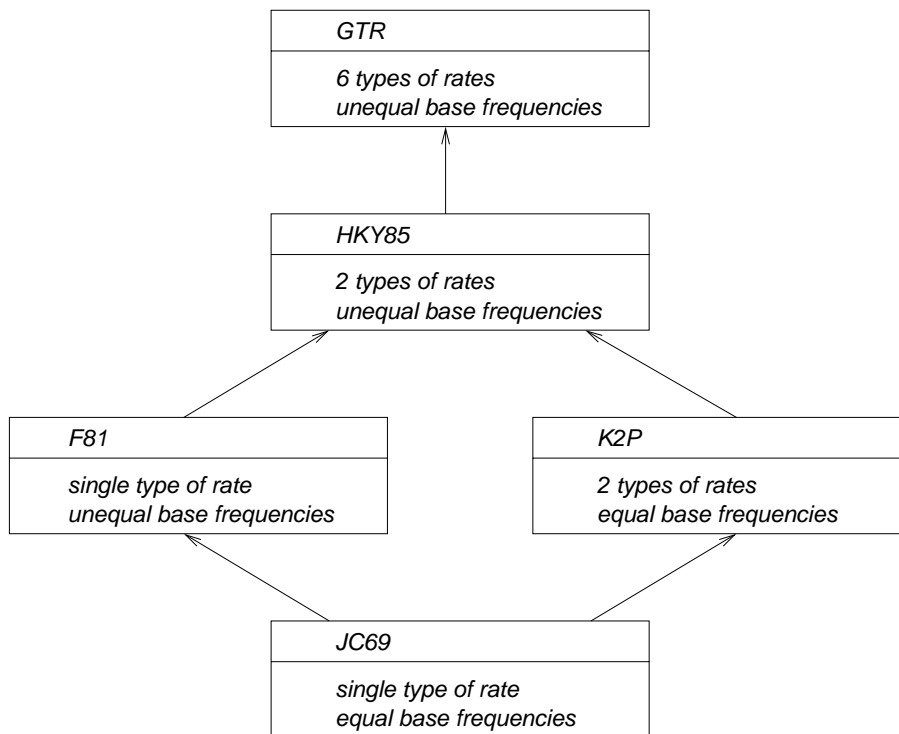 GTR
6 types of rates
unequal base frequencies
HKY85
2 types of rates
unequal base frequencies
F81
single type of rate
unequal base frequencies
K2P
2 types of rates
equal base frequencies
JC69
single type of rate
equal base frequencies